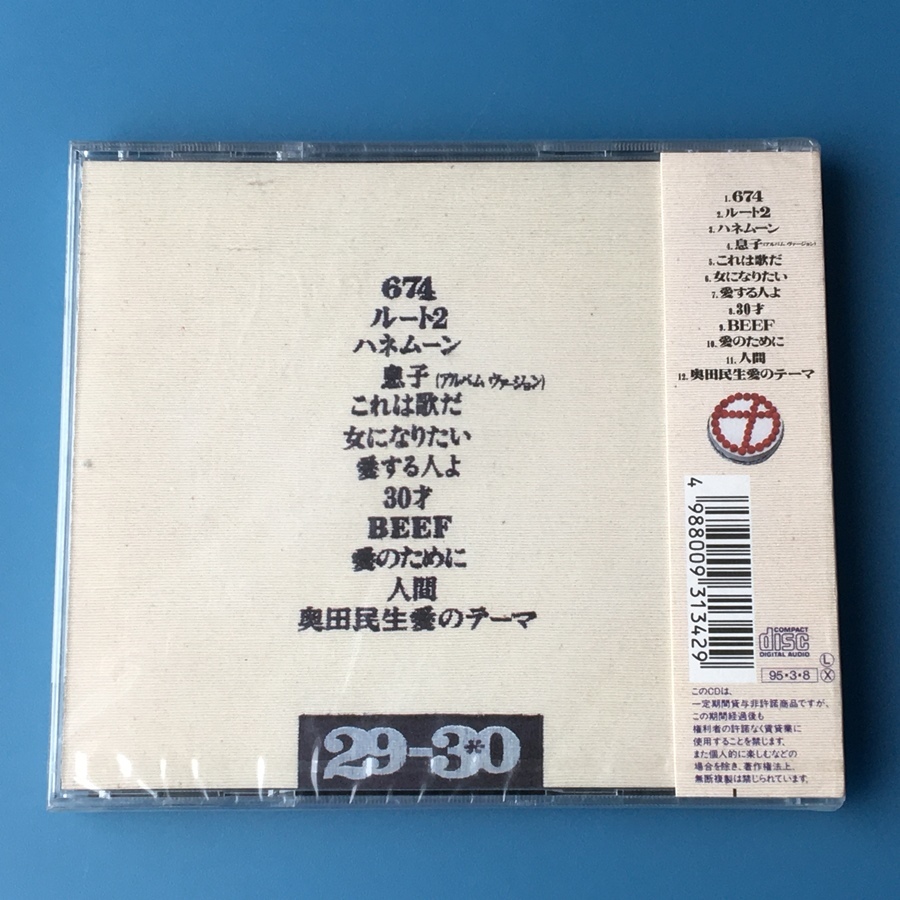 674
ルート2
ハネムーン
息子(アルバム ヴァージョン)
これは歌だ
女になりたい
愛する人よ
30才
BEEF
愛のために
人間
奥田民生愛のテーマ
29-30
1.674
2.ルート2
3.ハネムーン
4.息子(アルバム ヴァージョン)
5.これは歌だ
6.女になりたい
7.愛する人よ
8.30才
9.BEEF
10.愛のために
11.人間
12.奥田民生愛のテーマ
4 988009 313429
COMPACT
disc
DIGITAL AUDIO
L
X
95・3・8
このCDは、
一定期間貸与非許諾商品ですが、
この期間経過後も
権利者の許諾なく賃貸業に
使用することを禁じます。
また個人的に楽しむなどの
場合を除き、著作権法上、
無断複製は禁じられています。